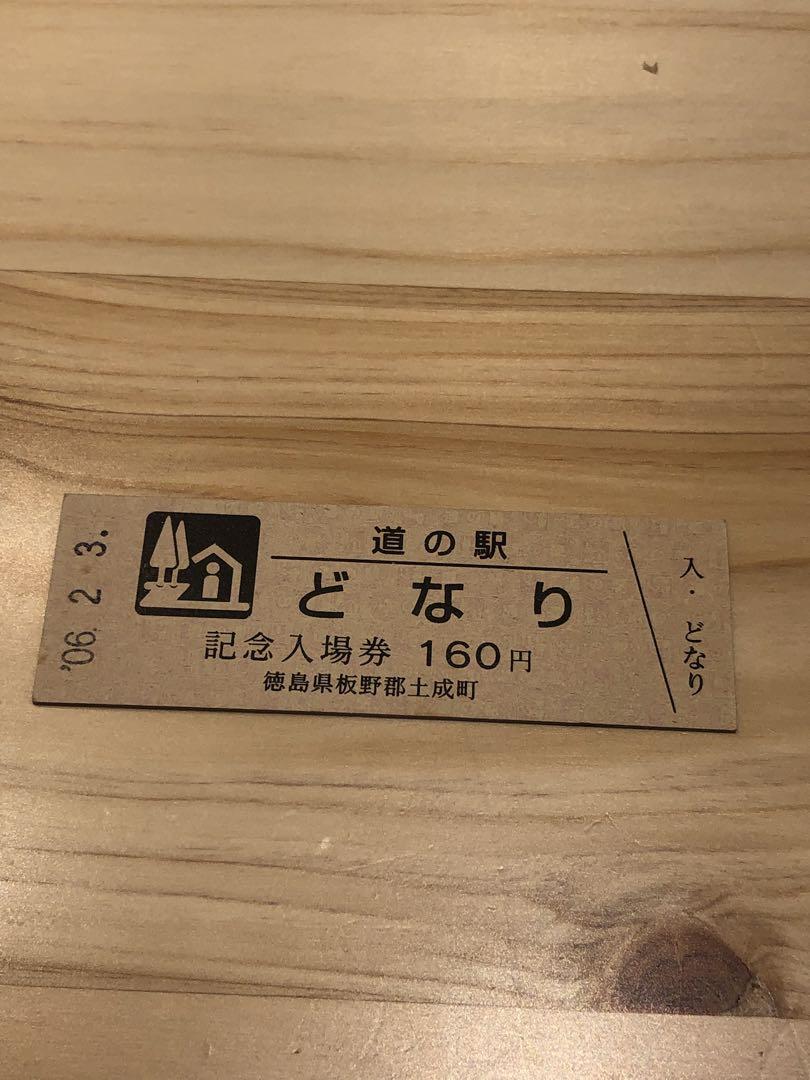 '06. 2 3.
道の駅
どなり
記念入場券 160円
徳島県板野郡土成町
入・どなり